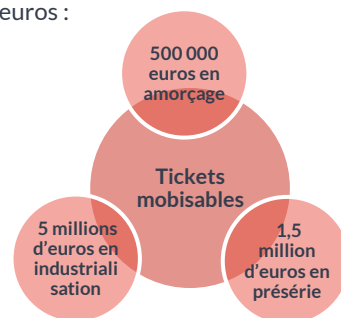 euros :
500 000
euros en
amorçage
Tickets
mobisables
5 millions
d'euros en
industriali
sation
1,5
million
d'euros en
présérie